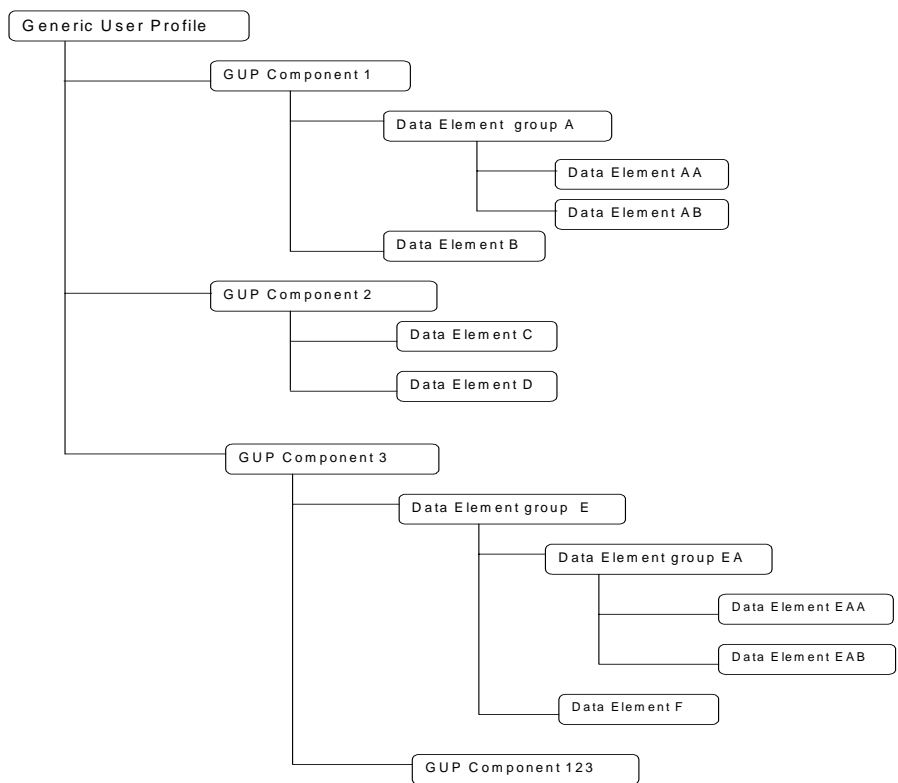 Generic User Profile
GUP Component 1
Data Element group A
Data Element AA
Data Element AB
Data Element B
GUP Component 2
Data Element C
Data Element D
GUP Component 3
Data Element group E
Data Element group EA
Data Element EAA
Data Element EAB
Data Element F
GUP Component 123